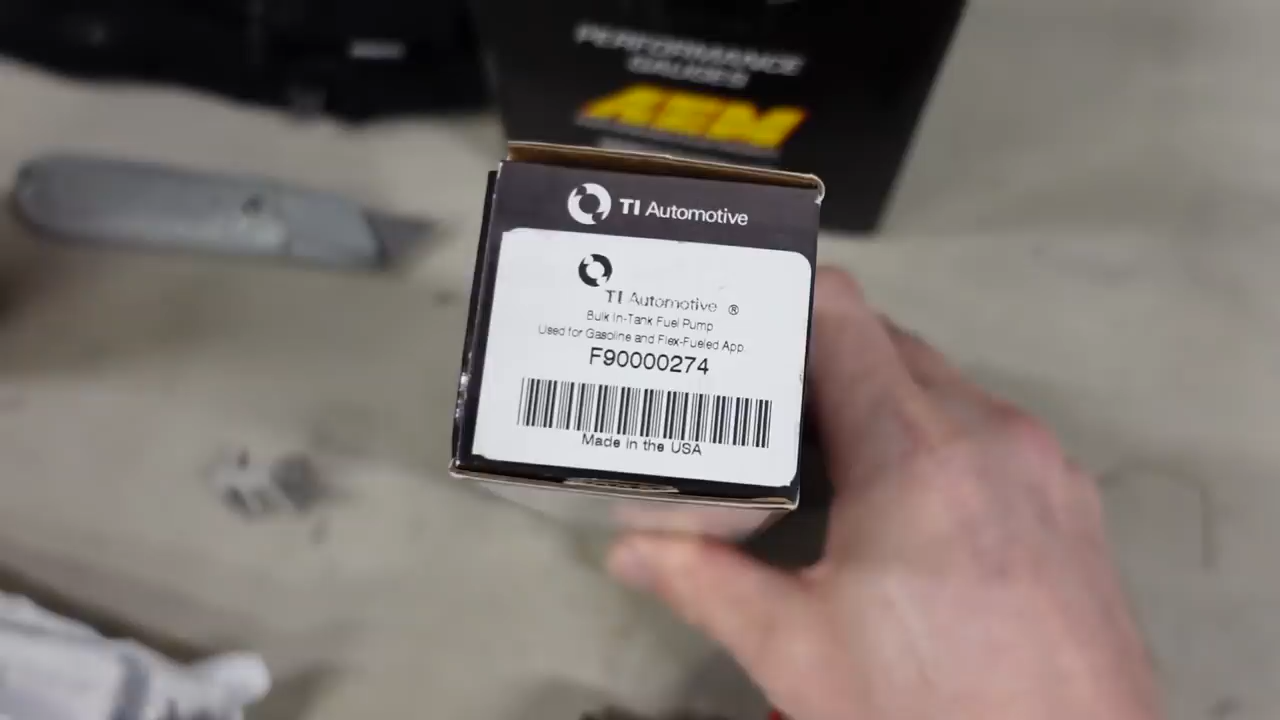 PERFORMANCE
GAUGES
AEM
TI Automotive
TI Automotive ®
Bulk In-Tank Fuel Pump
Used for Gasoline and Flex-Fueled App.
F90000274
Made in the USA